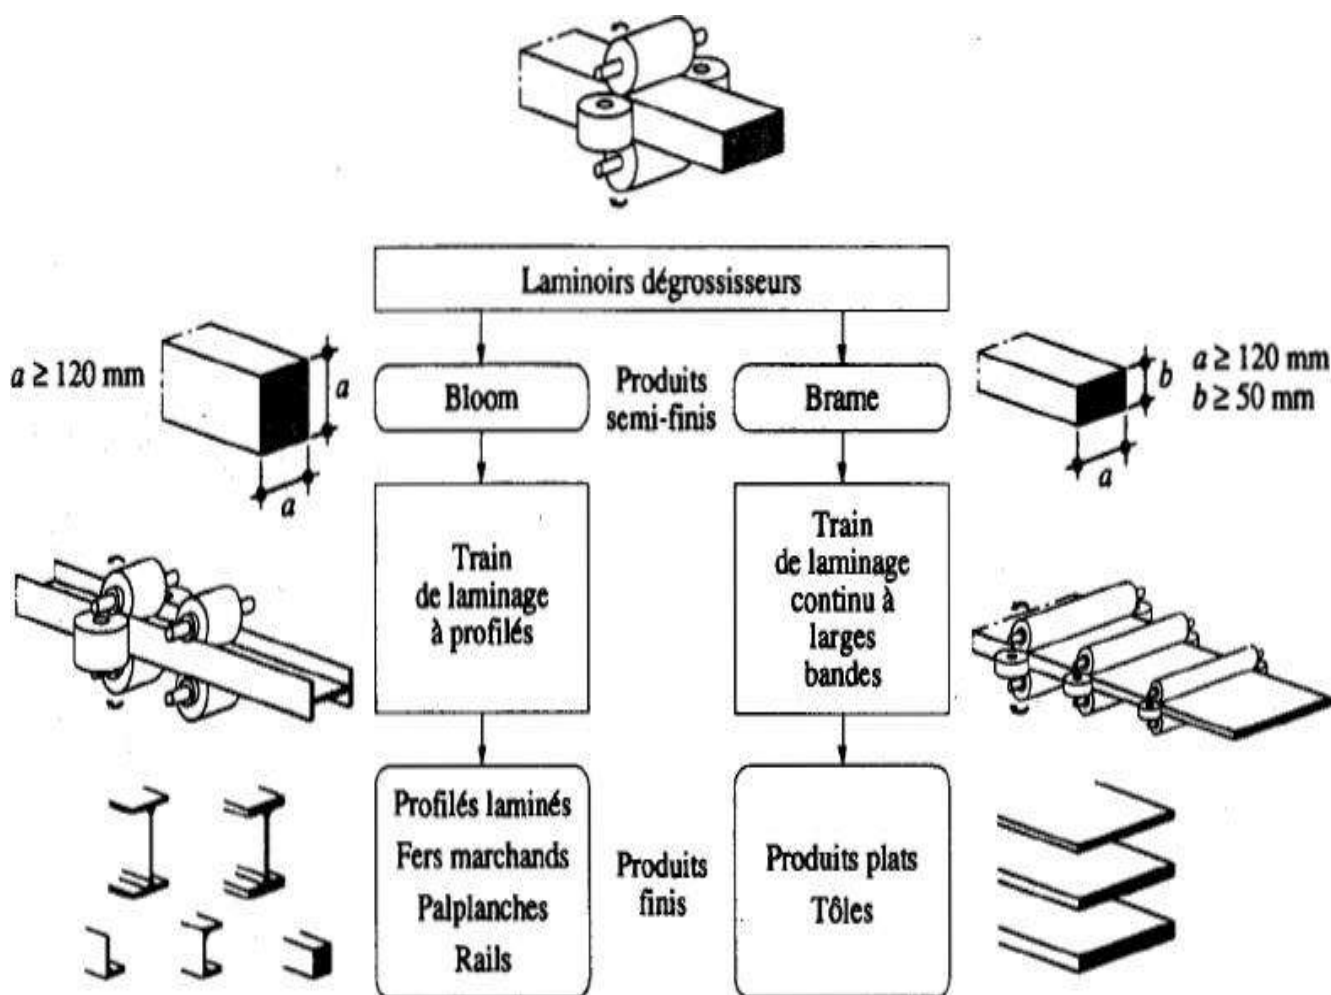 Laminoirs dégrossisseurs
a ≥ 120 mm
a
a
Bloom
Produits
semi-finis
Brame
b
a
a ≥ 120 mm
b ≥ 50 mm
Train
de laminage
à profilés
Train
de laminage
continu à
larges
bandes
Profilés laminés
Fers marchands
Palplanches
Rails
Produits
finis
Produits plats
Tôles